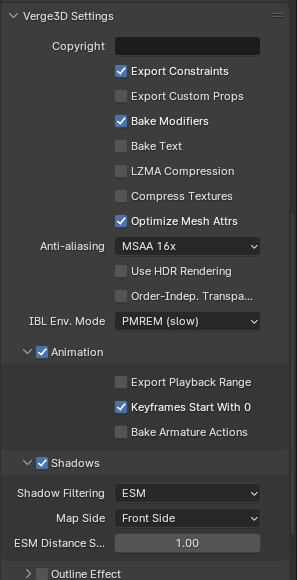 Verge3D Settings
Copyright
Export Constraints
Export Custom Props
Bake Modifiers
Bake Text
LZMA Compression
Compress Textures
Optimize Mesh Attrs
Anti-aliasing MSAA 16x
Use HDR Rendering
Order-Indep. Transpa...
IBL Env. Mode PMREM (slow)
Animation
Export Playback Range
Keyframes Start With 0
Bake Armature Actions
Shadows
Shadow Filtering ESM
Map Side Front Side
ESM Distance S... 1.00
Outline Effect